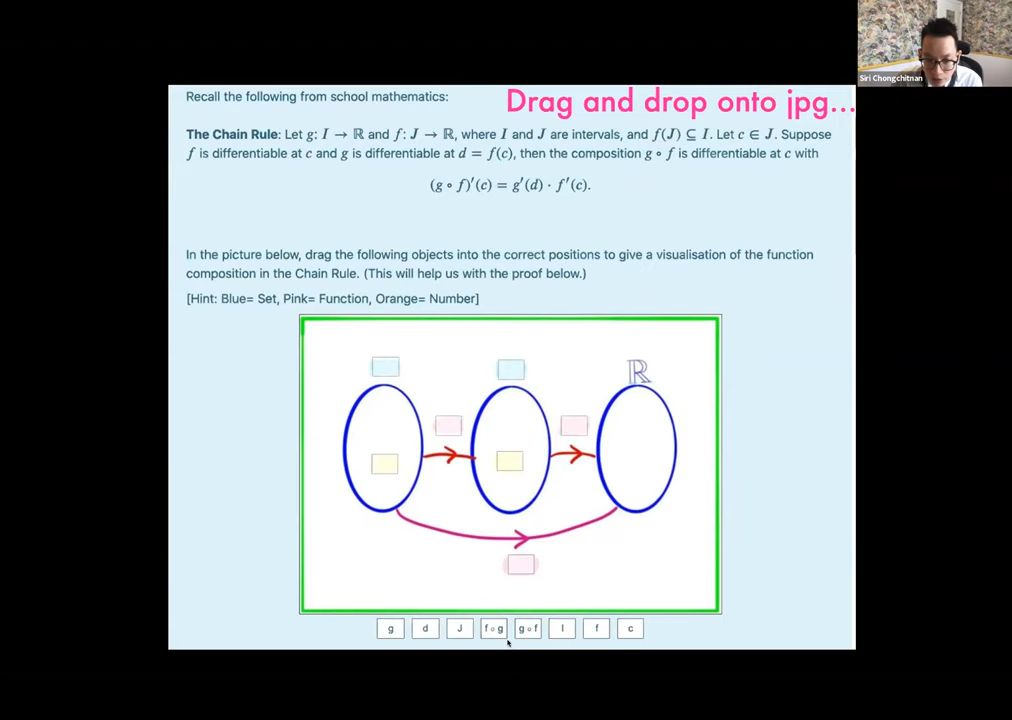 Siri Chongchitnan
Drag and drop onto jpg...
Recall the following from school mathematics:
The Chain Rule: Let g: I → ℝ and f: J → ℝ, where I and J are intervals, and f(J) ⊆ I. Let c ∈ J. Suppose
f is differentiable at c and g is differentiable at d = f(c), then the composition g ∘ f is differentiable at c with
(g ∘ f)′(c) = g′(d) · f′(c).
In the picture below, drag the following objects into the correct positions to give a visualisation of the function
composition in the Chain Rule. (This will help us with the proof below.)
[Hint: Blue= Set, Pink= Function, Orange= Number]
ℝ
g d J f∘g g∘f I f c